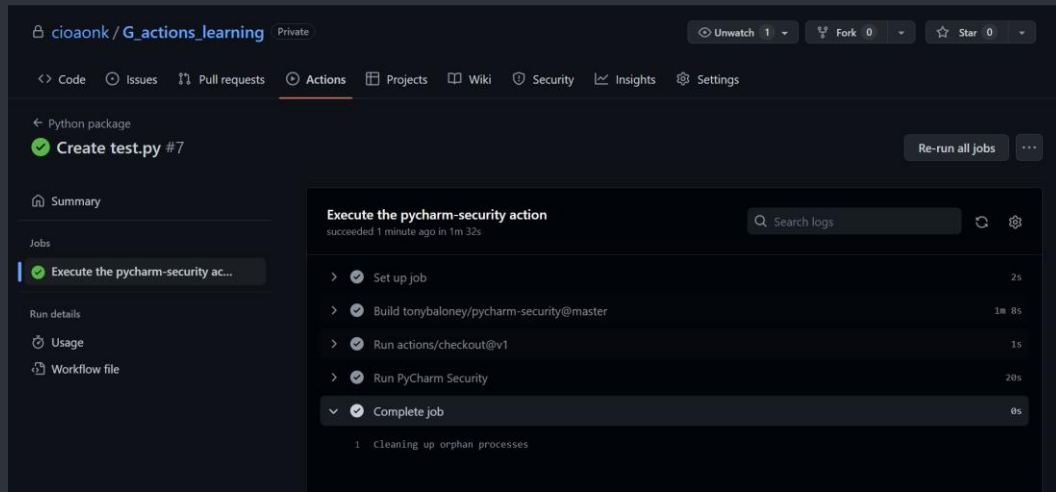 cioaonk / G_actions_learning Private
Unwatch 1 Fork 0 Star 0
Code Issues Pull requests Actions Projects Wiki Security Insights Settings
← Python package
Create test.py #7
Re-run all jobs ...
Summary
Jobs
Execute the pycharm-security ac...
Run details
Usage
Workflow file
Execute the pycharm-security action
succeeded 1 minute ago in 1m 32s
Search logs
Set up job 2s
Build tonybaloney/pycharm-security@master 1m 8s
Run actions/checkout@v1 1s
Run PyCharm Security 20s
Complete job 0s
1 Cleaning up orphan processes